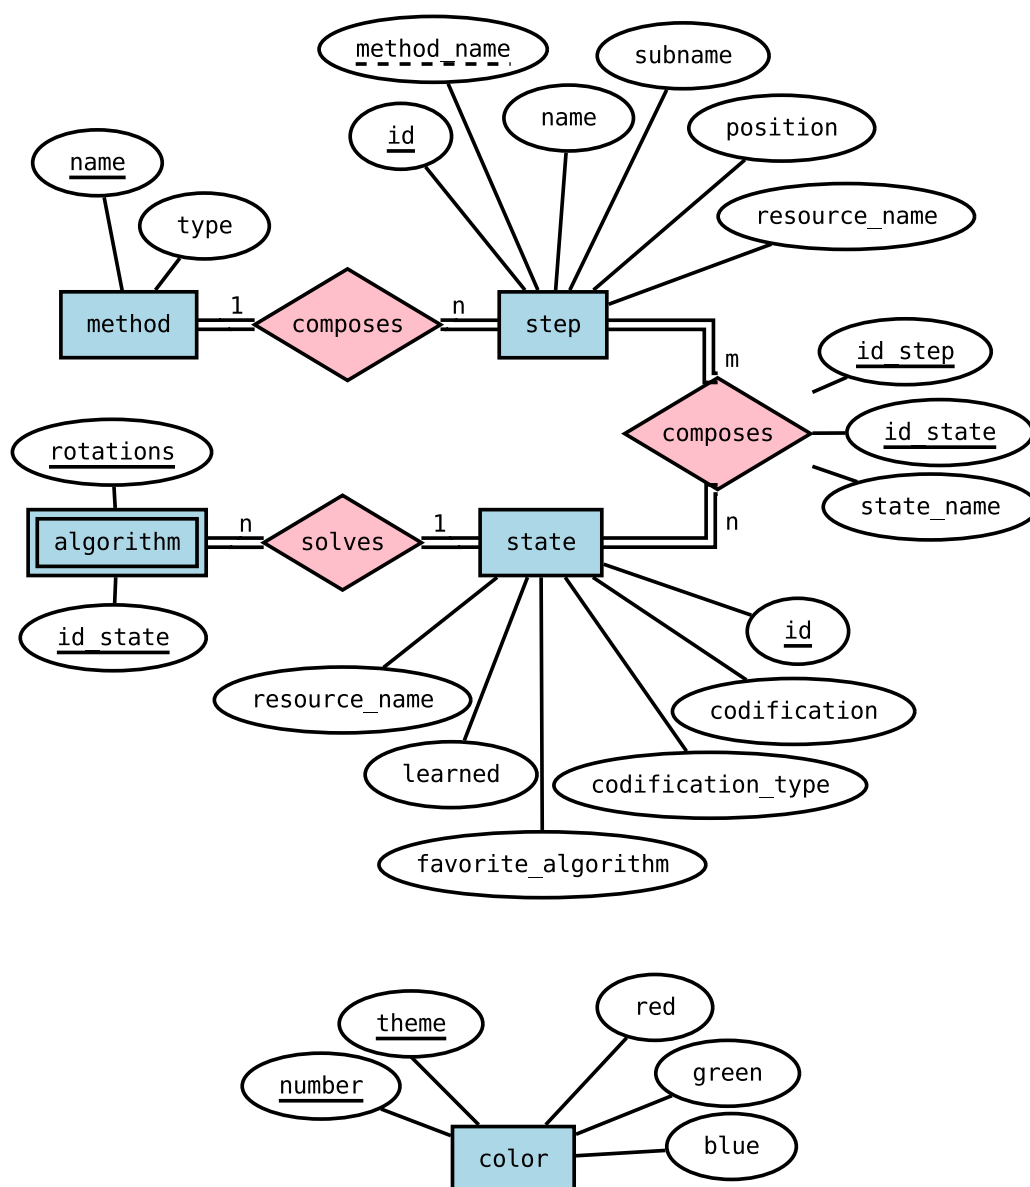 method_name
subname
name
id
position
name
resource_name
type
1
n
method
composes
step
m
id_step
composes
id_state
rotations
state_name
n
1
n
algorithm
solves
state
id
id_state
resource_name
codification
learned
codification_type
favorite_algorithm
red
theme
green
number
blue
color